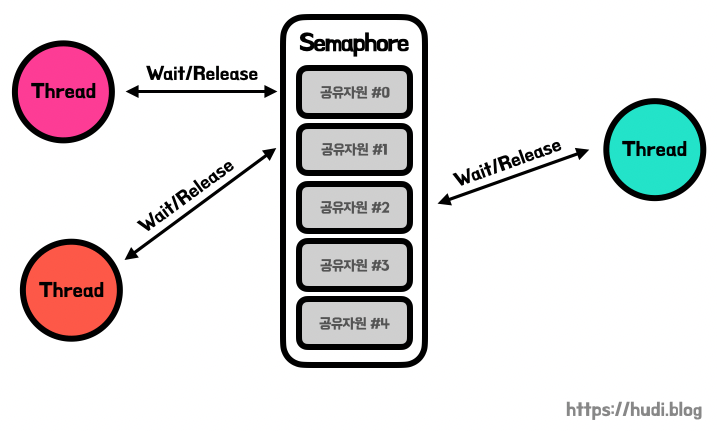 Semaphore
Thread
Wait/Release
공유자원 #0
공유자원 #1
Wait/Release
Thread
공유자원 #2
Wait/Release
Thread
공유자원 #3
공유자원 #4
https://hudi.blog